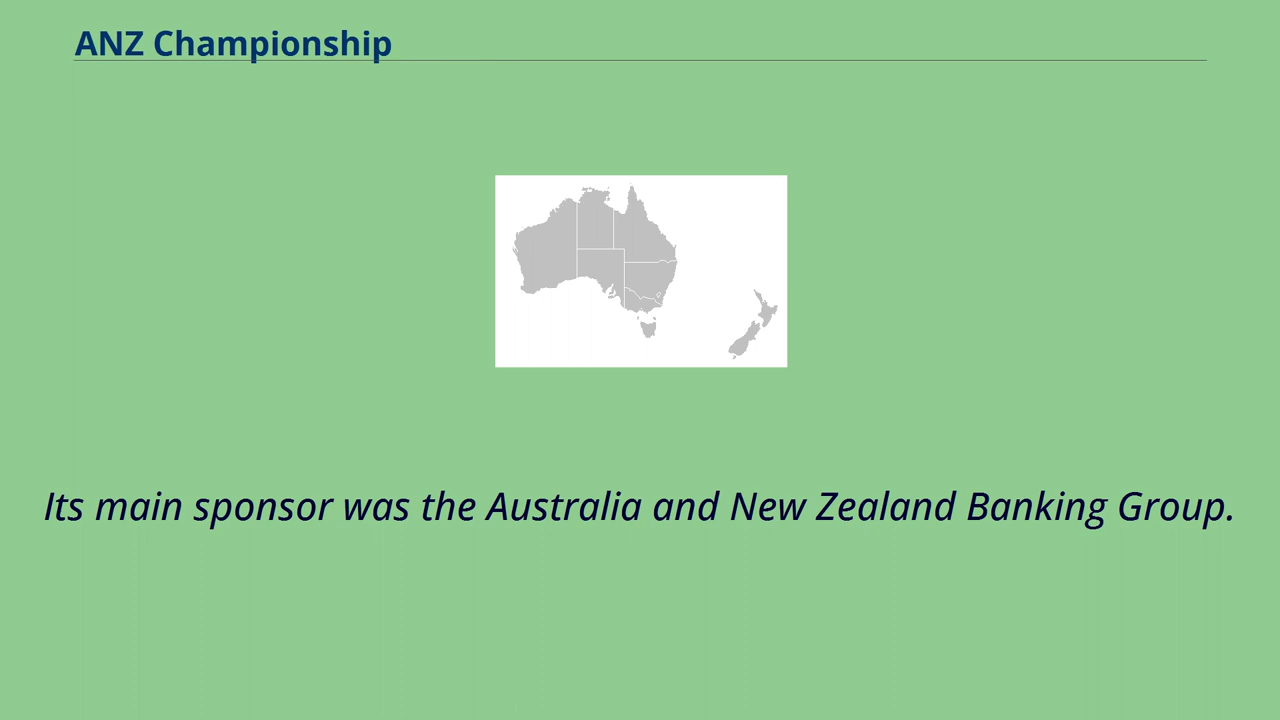 ANZ Championship
Its main sponsor was the Australia and New Zealand Banking Group.